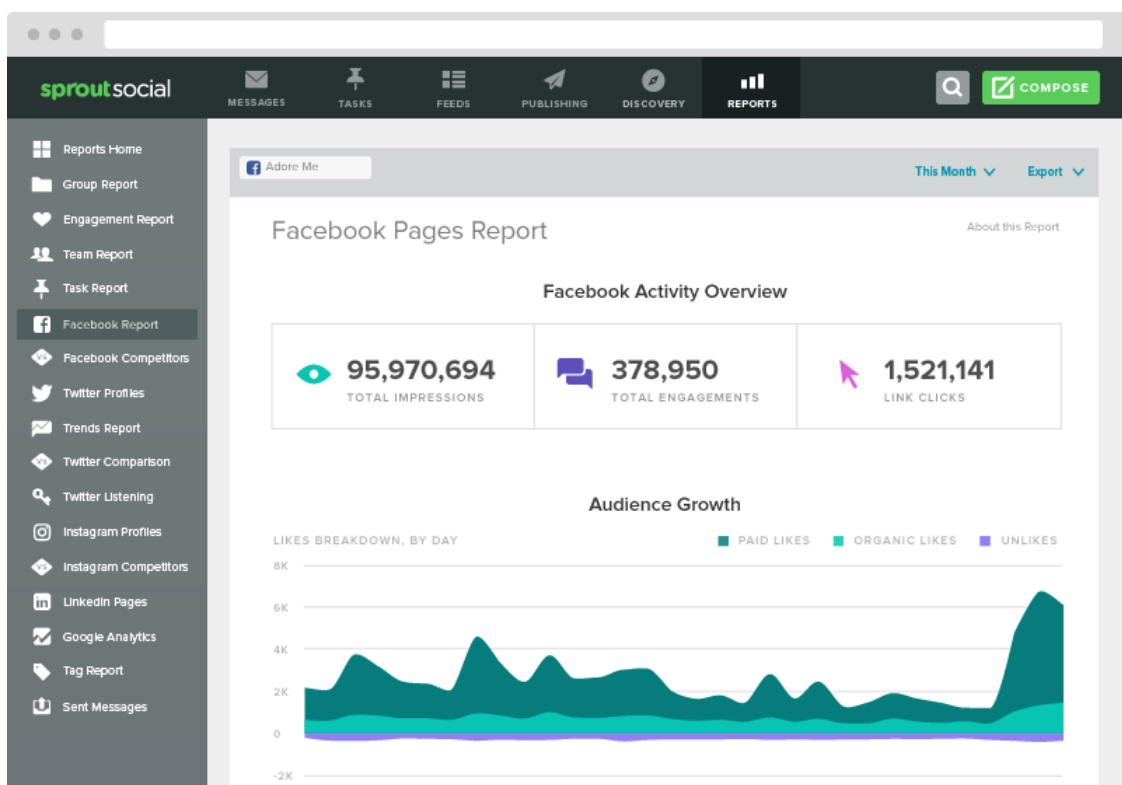 sproutsocial
MESSAGES
TASKS
FEEDS
PUBLISHING
DISCOVERY
REPORTS
COMPOSE
Reports Home
Group Report
Engagement Report
Team Report
Task Report
Facebook Report
VS Facebook Competitors
Twitter Profiles
Trends Report
VS Twitter Comparison
Twitter Listening
Instagram Profiles
VS Instagram Competitors
in LinkedIn Pages
Google Analytics
Tag Report
Sent Messages
f Adore Me
This Month
Export
Facebook Pages Report
About this Report
Facebook Activity Overview
95,970,694
TOTAL IMPRESSIONS
378,950
TOTAL ENGAGEMENTS
1,521,141
LINK CLICKS
Audience Growth
LIKES BREAKDOWN, BY DAY
PAID LIKES
ORGANIC LIKES
UNLIKES
8K
6K
4K
2K
0
-2K